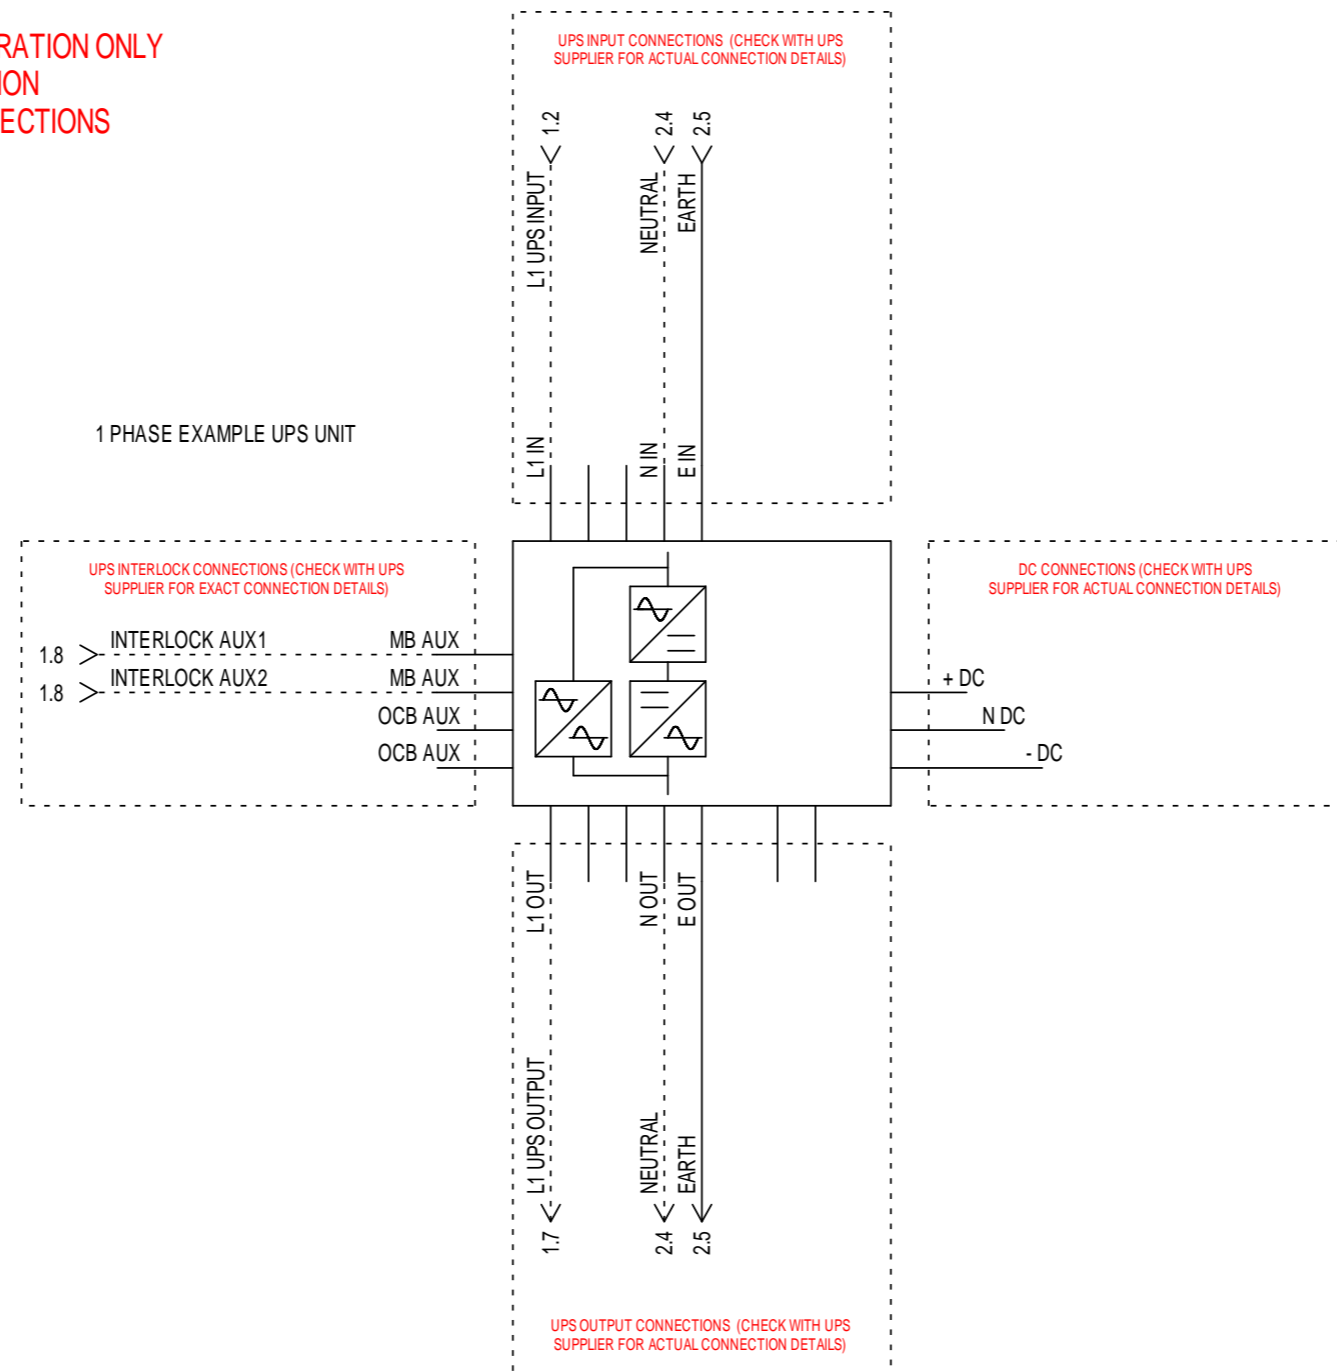 RATION ONLY
ION
ECTIONS
UPS INPUT CONNECTIONS (CHECK WITH UPS
SUPPLIER FOR ACTUAL CONNECTION DETAILS)
1.2
2.4
2.5
L1 UPS INPUT
NEUTRAL
EARTH
1 PHASE EXAMPLE UPS UNIT
L1 IN
N IN
E IN
UPS INTERLOCK CONNECTIONS (CHECK WITH UPS
SUPPLIER FOR EXACT CONNECTION DETAILS)
1.8 INTERLOCK AUX1 MB AUX
1.8 INTERLOCK AUX2 MB AUX
OCB AUX
OCB AUX
DC CONNECTIONS (CHECK WITH UPS
SUPPLIER FOR ACTUAL CONNECTION DETAILS)
+ DC
N DC
- DC
L1 OUT
N OUT
E OUT
L1 UPS OUTPUT
NEUTRAL
EARTH
1.7
2.4
2.5
UPS OUTPUT CONNECTIONS (CHECK WITH UPS
SUPPLIER FOR ACTUAL CONNECTION DETAILS)